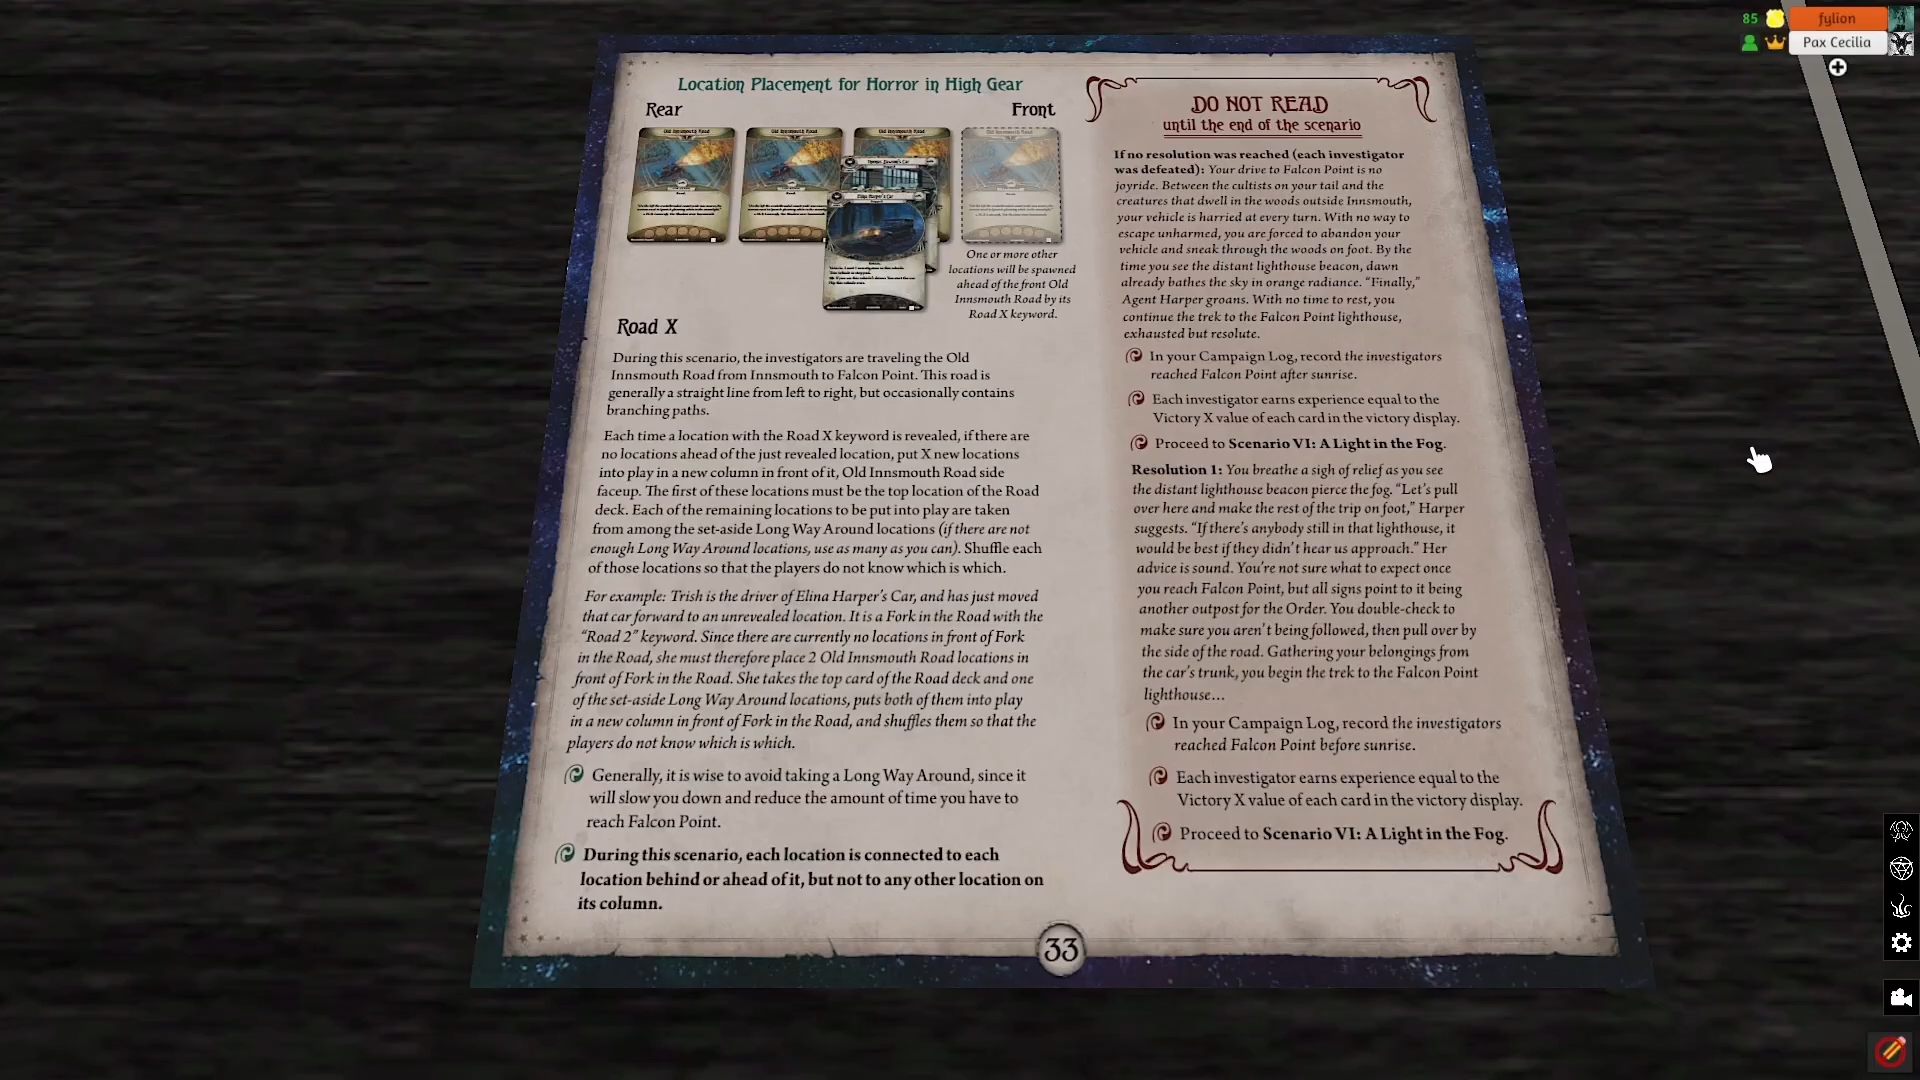 85
fylion
Pax Cecilia
Location Placement for Horror in High Gear
Rear
Front
Old Innsmouth Road
Old Innsmouth Road
Old Innsmouth Road
Old Innsmouth Road
Thomas Dawson's Car
Elina Harper's Car
One or more other
locations will be spawned
ahead of the front Old
Innsmouth Road by its
Road X keyword.
Road X
During this scenario, the investigators are traveling the Old
Innsmouth Road from Innsmouth to Falcon Point. This road is
generally a straight line from left to right, but occasionally contains
branching paths.
Each time a location with the Road X keyword is revealed, if there are
no locations ahead of the just revealed location, put X new locations
into play in a new column in front of it, Old Innsmouth Road side
faceup. The first of these locations must be the top location of the Road
deck. Each of the remaining locations to be put into play are taken
from among the set-aside Long Way Around locations (if there are not
enough Long Way Around locations, use as many as you can). Shuffle each
of those locations so that the players do not know which is which.
For example: Trish is the driver of Elina Harper's Car, and has just moved
that car forward to an unrevealed location. It is a Fork in the Road with the
"Road 2" keyword. Since there are currently no locations in front of Fork
in the Road, she must therefore place 2 Old Innsmouth Road locations in
front of Fork in the Road. She takes the top card of the Road deck and one
of the set-aside Long Way Around locations, puts both of them into play
in a new column in front of Fork in the Road, and shuffles them so that the
players do not know which is which.
Generally, it is wise to avoid taking a Long Way Around, since it
will slow you down and reduce the amount of time you have to
reach Falcon Point.
During this scenario, each location is connected to each
location behind or ahead of it, but not to any other location on
its column.
DO NOT READ
until the end of the scenario
If no resolution was reached (each investigator
was defeated): Your drive to Falcon Point is no
joyride. Between the cultists on your tail and the
creatures that dwell in the woods outside Innsmouth,
your vehicle is harried at every turn. With no way to
escape unharmed, you are forced to abandon your
vehicle and sneak through the woods on foot. By the
time you see the distant lighthouse beacon, dawn
already bathes the sky in orange radiance. "Finally,"
Agent Harper groans. With no time to rest, you
continue the trek to the Falcon Point lighthouse,
exhausted but resolute.
In your Campaign Log, record the investigators
reached Falcon Point after sunrise.
Each investigator earns experience equal to the
Victory X value of each card in the victory display.
Proceed to Scenario VI: A Light in the Fog.
Resolution 1: You breathe a sigh of relief as you see
the distant lighthouse beacon pierce the fog. "Let's pull
over here and make the rest of the trip on foot," Harper
suggests. "If there's anybody still in that lighthouse, it
would be best if they didn't hear us approach." Her
advice is sound. You're not sure what to expect once
you reach Falcon Point, but all signs point to it being
another outpost for the Order. You double-check to
make sure you aren't being followed, then pull over by
the side of the road. Gathering your belongings from
the car's trunk, you begin the trek to the Falcon Point
lighthouse…
In your Campaign Log, record the investigators
reached Falcon Point before sunrise.
Each investigator earns experience equal to the
Victory X value of each card in the victory display.
Proceed to Scenario VI: A Light in the Fog.
33